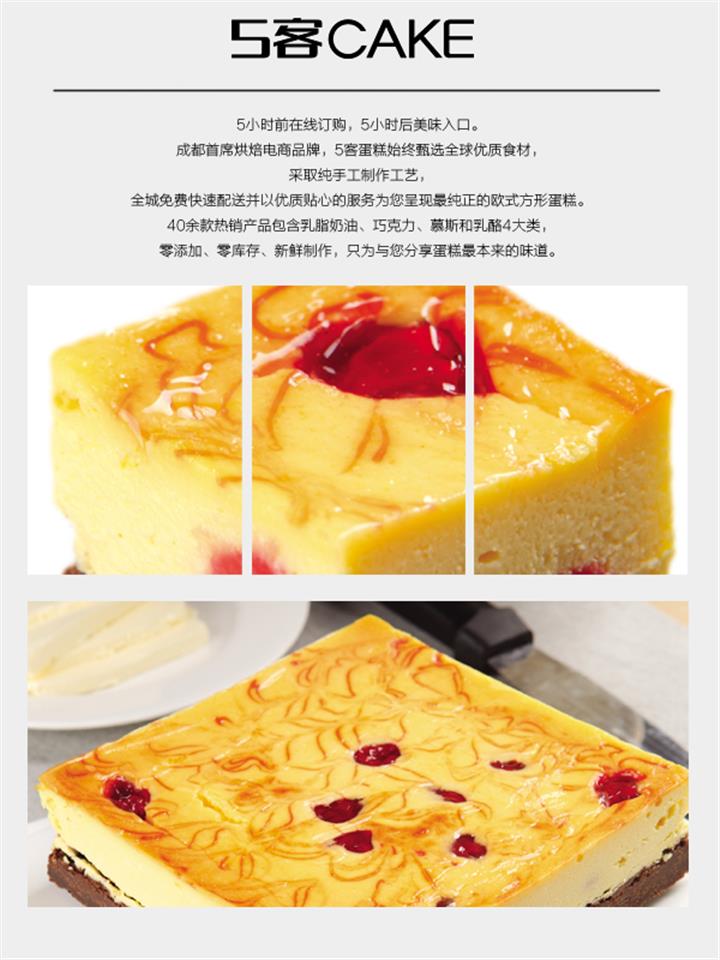 5客CAKE
5小时前在线订购，5小时后美味入口。
成都首席烘焙电商品牌，5客蛋糕始终甄选全球优质食材，
采取纯手工制作工艺，
全城免费快速配送并以优质贴心的服务为您呈现最纯正的欧式方形蛋糕。
40余款热销产品包含乳脂奶油、巧克力、慕斯和乳酪4大类，
零添加、零库存、新鲜制作，只为与您分享蛋糕最本来的味道。